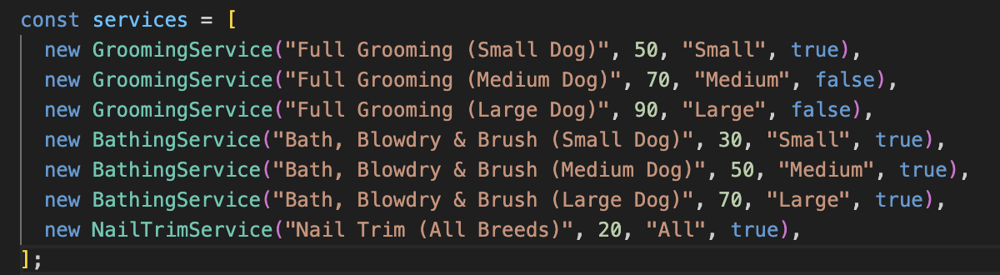 const services = [
  new GroomingService("Full Grooming (Small Dog)", 50, "Small", true),
  new GroomingService("Full Grooming (Medium Dog)", 70, "Medium", false),
  new GroomingService("Full Grooming (Large Dog)", 90, "Large", false),
  new BathingService("Bath, Blowdry & Brush (Small Dog)", 30, "Small", true),
  new BathingService("Bath, Blowdry & Brush (Medium Dog)", 50, "Medium", true),
  new BathingService("Bath, Blowdry & Brush (Large Dog)", 70, "Large", true),
  new NailTrimService("Nail Trim (All Breeds)", 20, "All", true),
];